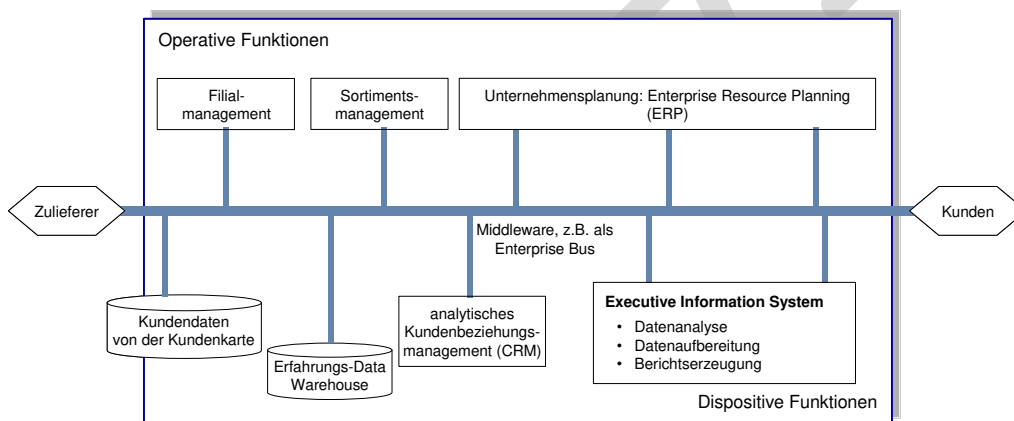 Operative Funktionen
Filial-
management
Sortiments-
management
Unternehmensplanung: Enterprise Resource Planning
(ERP)
Zulieferer
Kunden
Middleware, z.B. als
Enterprise Bus
Kundendaten
von der Kundenkarte
Erfahrungs-Data
Warehouse
analytisches
Kundenbeziehungs-
management (CRM)
Executive Information System
• Datenanalyse
• Datenaufbereitung
• Berichtserzeugung
Dispositive Funktionen